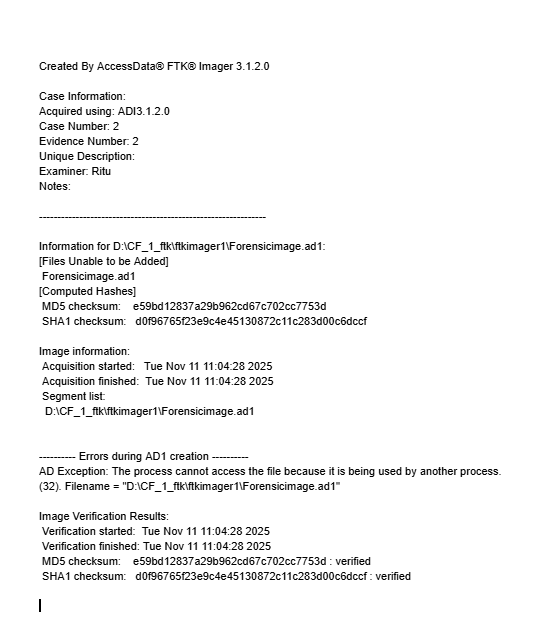 Created By AccessData® FTK® Imager 3.1.2.0
Case Information:
Acquired using: ADI3.1.2.0
Case Number: 2
Evidence Number: 2
Unique Description:
Examiner: Ritu
Notes:
--------------------------------------------------------------
Information for D:\CF_1_ftk\ftkimager1\Forensicimage.ad1:
[Files Unable to be Added]
Forensicimage.ad1
[Computed Hashes]
MD5 checksum: e59bd12837a29b962cd67c702cc7753d
SHA1 checksum: d0f96765f23e9c4e45130872c11c283d00c6dccf
Image information:
Acquisition started: Tue Nov 11 11:04:28 2025
Acquisition finished: Tue Nov 11 11:04:28 2025
Segment list:
D:\CF_1_ftk\ftkimager1\Forensicimage.ad1
---------- Errors during AD1 creation ----------
AD Exception: The process cannot access the file because it is being used by another process.
(32). Filename = "D:\CF_1_ftk\ftkimager1\Forensicimage.ad1"
Image Verification Results:
Verification started: Tue Nov 11 11:04:28 2025
Verification finished: Tue Nov 11 11:04:28 2025
MD5 checksum: e59bd12837a29b962cd67c702cc7753d : verified
SHA1 checksum: d0f96765f23e9c4e45130872c11c283d00c6dccf : verified